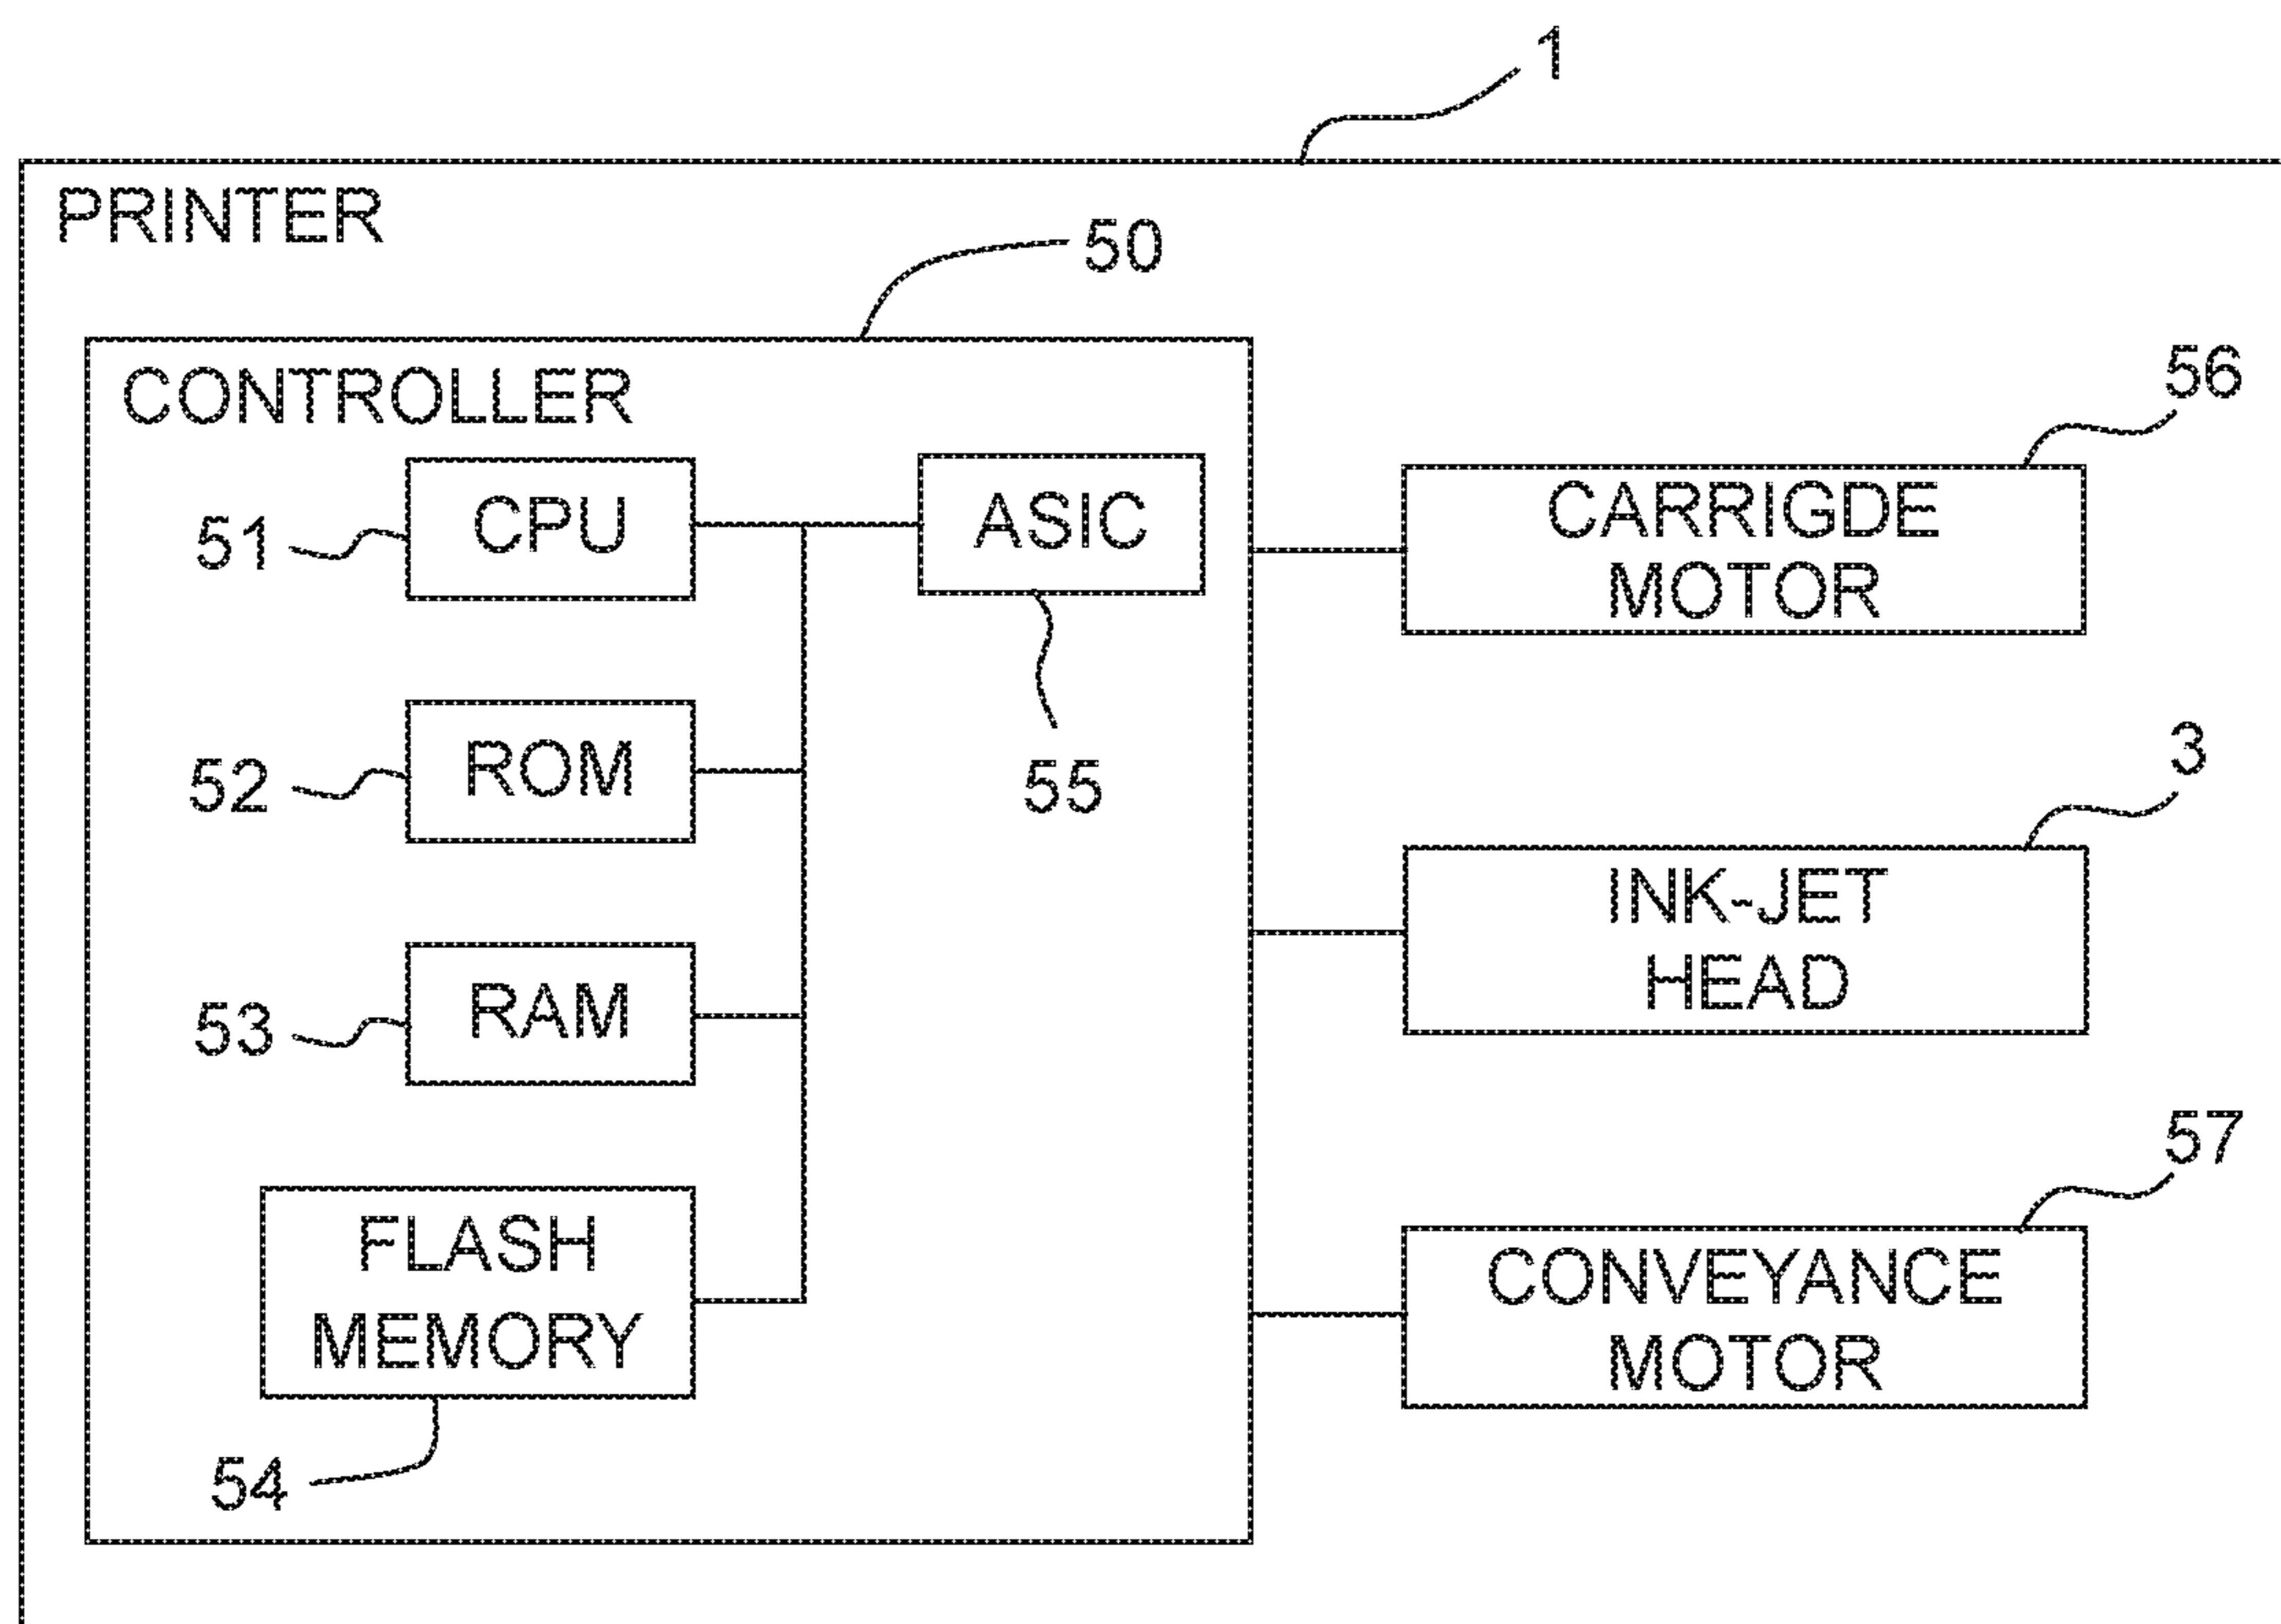 1
PRINTER
50
CONTROLLER
56
CPU
ASIC
CARRIGDE
MOTOR
51
ROM
52
55
3
INK-JET
HEAD
RAM
53
57
FLASH
MEMORY
CONVEYANCE
MOTOR
54